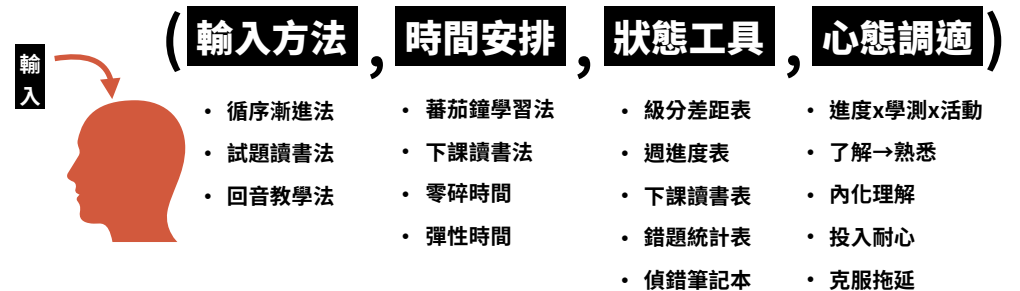 輸入
(輸入方法,時間安排,狀態工具,心態調適)
・循序漸進法
・試題讀書法
・回音教學法
・蕃茄鐘學習法
・下課讀書法
・零碎時間
・彈性時間
・級分差距表
・週進度表
・下課讀書表
・錯題統計表
・偵錯筆記本
・進度x學測x活動
・了解→熟悉
・內化理解
・投入耐心
・克服拖延